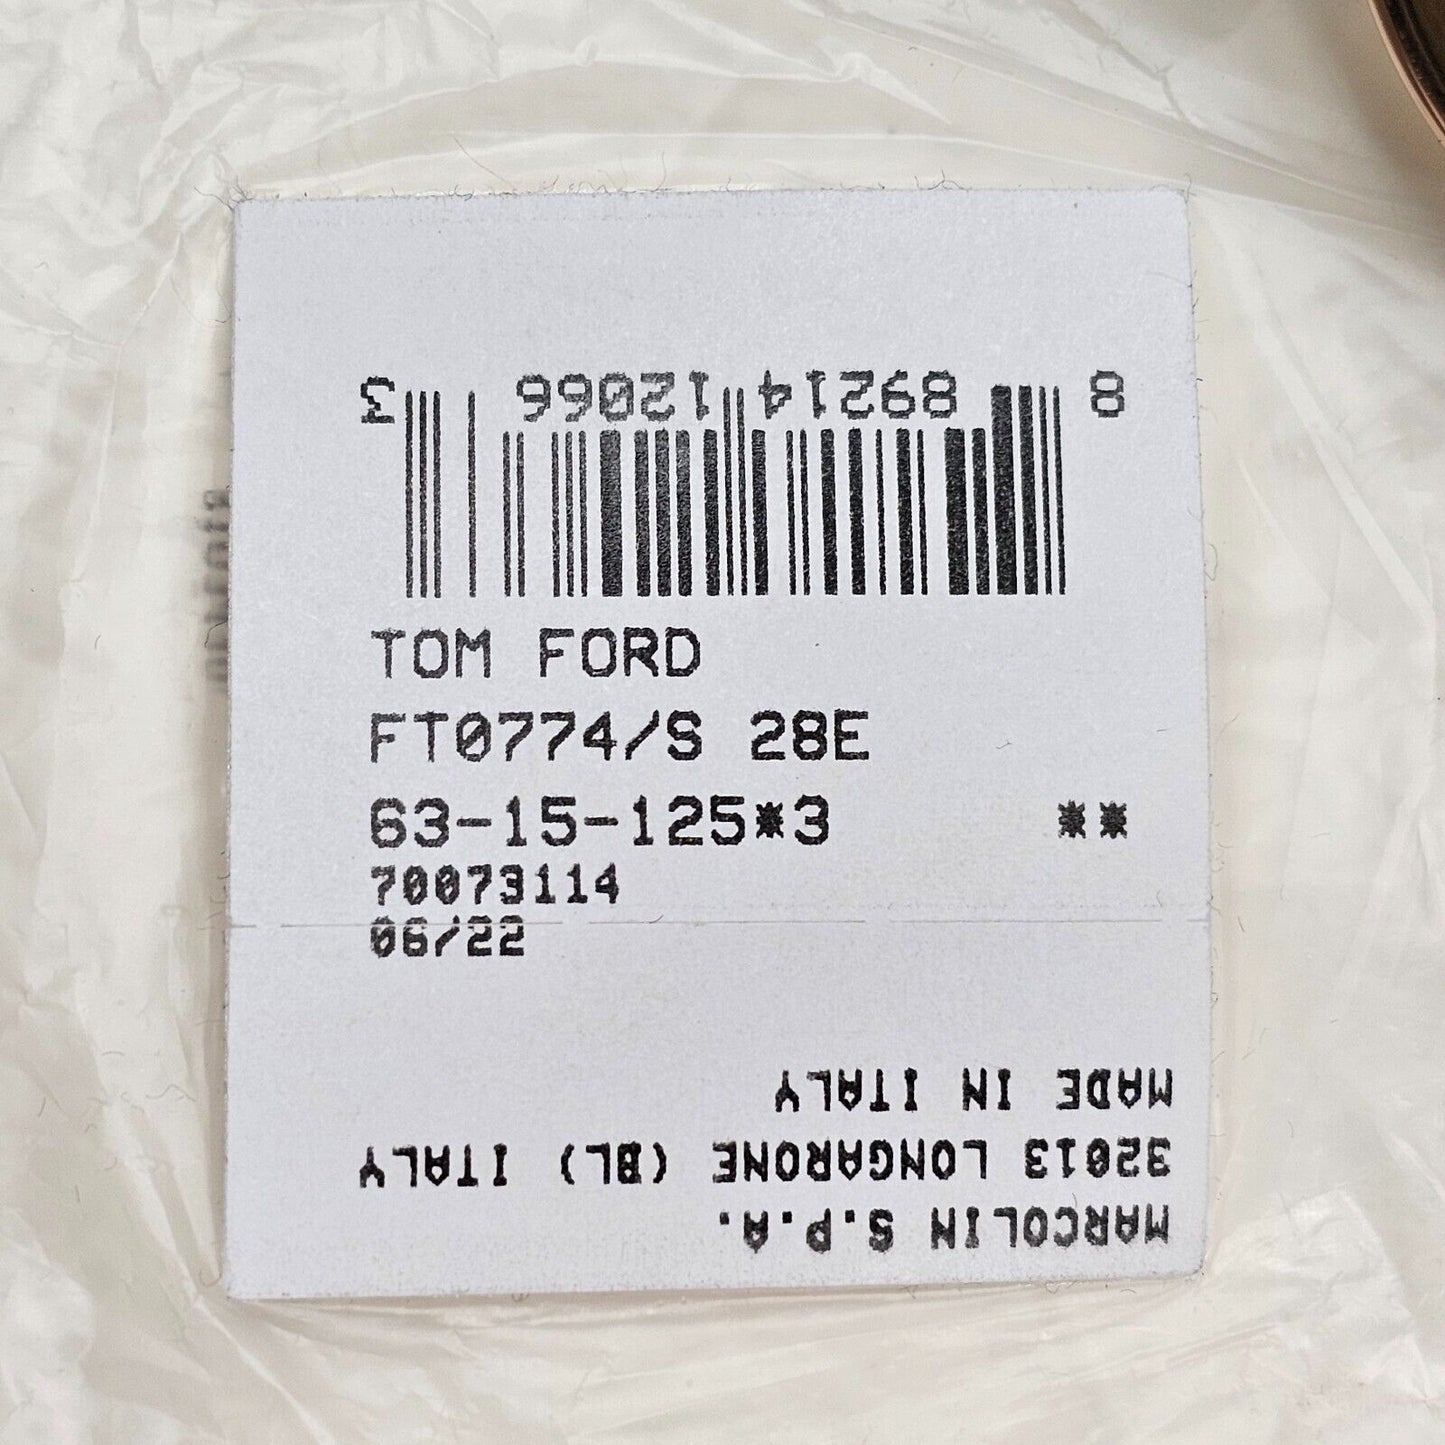 8 89214 12066 3
TOM FORD
FT0774/S 28E
63-15-125*3 **
70073114
06/22
MARCOLIN S.P.A.
32013 LONGARONE (BL) ITALY
MADE IN ITALY